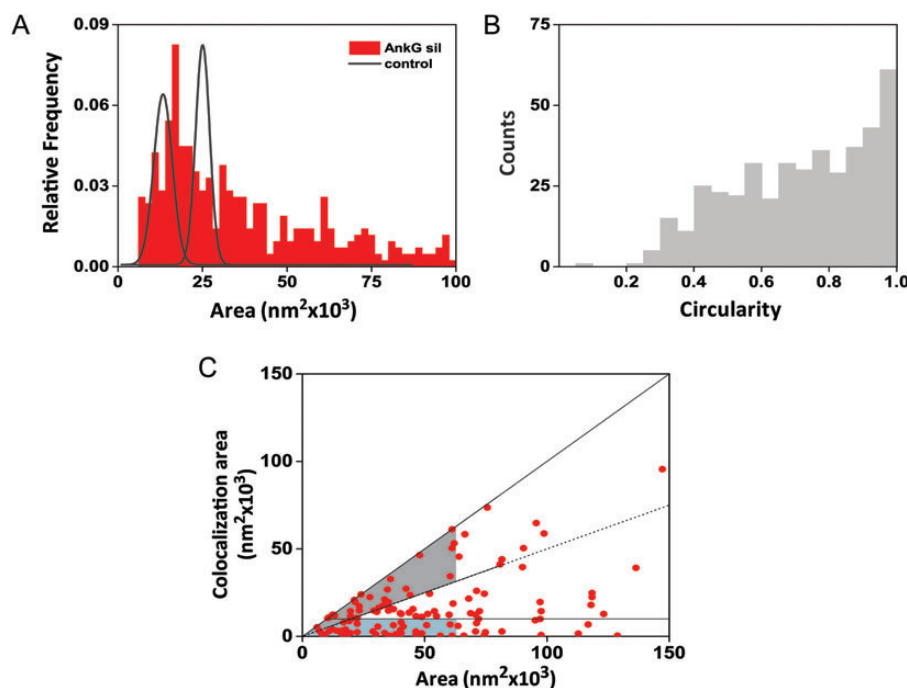 A
0.09
0.06
0.03
0.00
Relative Frequency
AnkG sil
control
0
25
50
75
100
Area (nm²x10³)
B
75
50
25
0
Counts
0.2
0.4
0.6
0.8
1.0
Circularity
C
150
100
50
0
Colocalization area
(nm²x10³)
0
50
100
150
Area (nm²x10³)